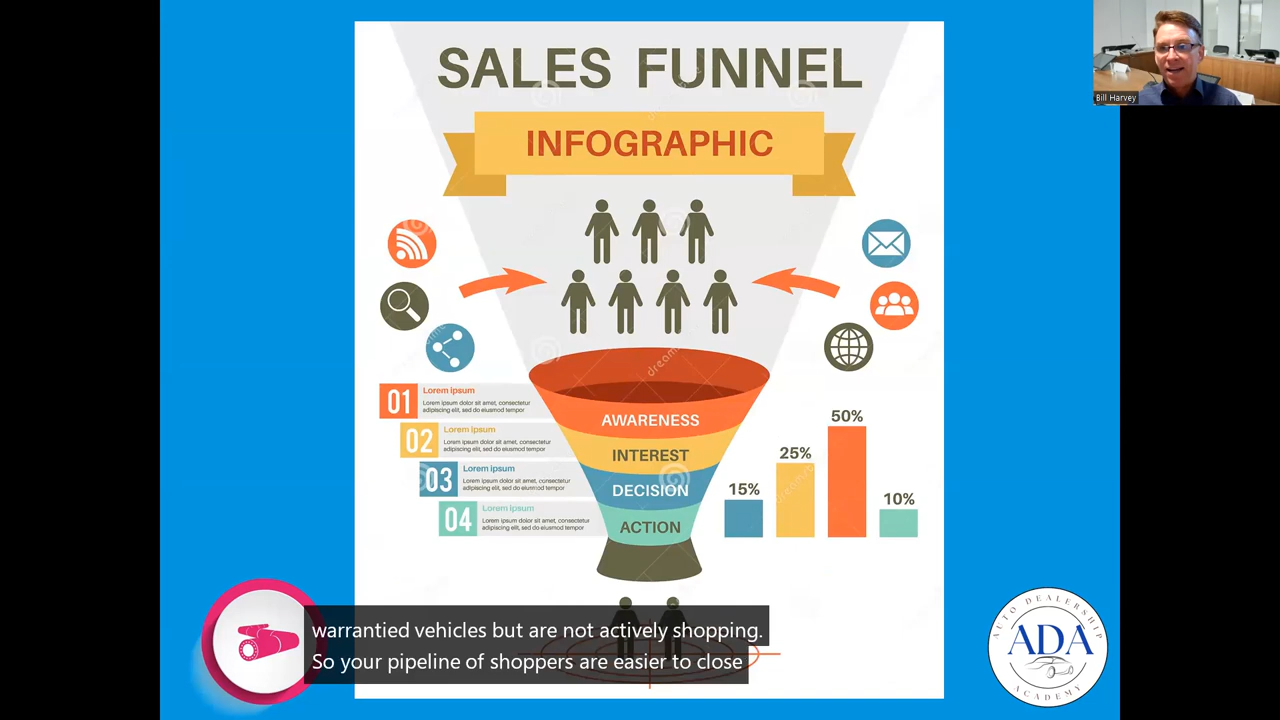 SALES FUNNEL
INFOGRAPHIC
Bill Harvey
01
Lorem ipsum
Lorem ipsum dolor sit amet, consectetur
adipiscing elit, sed do eiusmod tempor
02
Lorem ipsum
Lorem ipsum dolor sit amet, consectetur
adipiscing elit, sed do eiusmod tempor
03
Lorem ipsum
Lorem ipsum dolor sit amet, consectetur
adipiscing elit, sed do eiusmod tempor
04
Lorem ipsum
Lorem ipsum dolor sit amet, consectetur
adipiscing elit, sed do eiusmod tempor
AWARENESS
INTEREST
DECISION
ACTION
15%
25%
50%
10%
warrantied vehicles but are not actively shopping.
So your pipeline of shoppers are easier to close
AUTO DEALERSHIP
ADA
ACADEMY